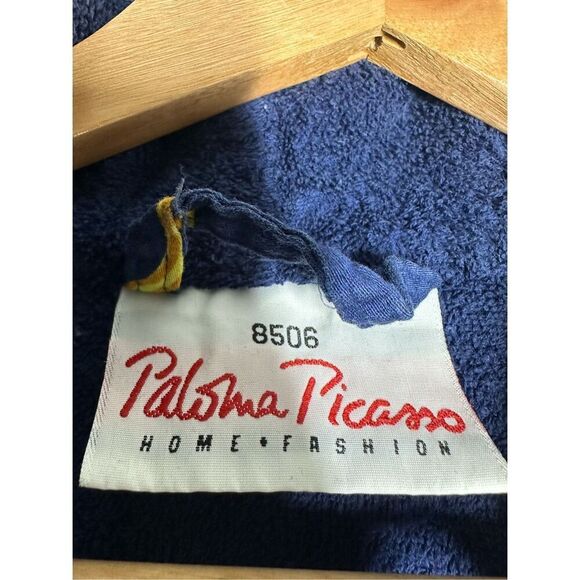 8506
Paloma Picasso
HOME • FASHION